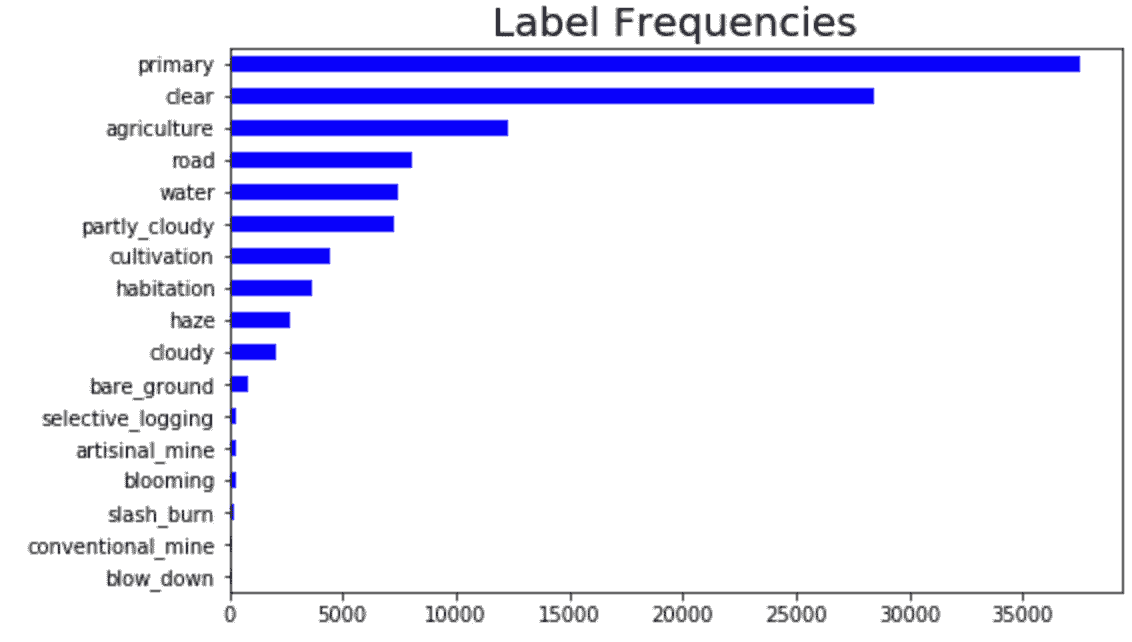 Label Frequencies
primary
clear
agriculture
road
water
partly_cloudy
cultivation
habitation
haze
cloudy
bare_ground
selective_logging
artisinal_mine
blooming
slash_burn
conventional_mine
blow_down
0 5000 10000 15000 20000 25000 30000 35000